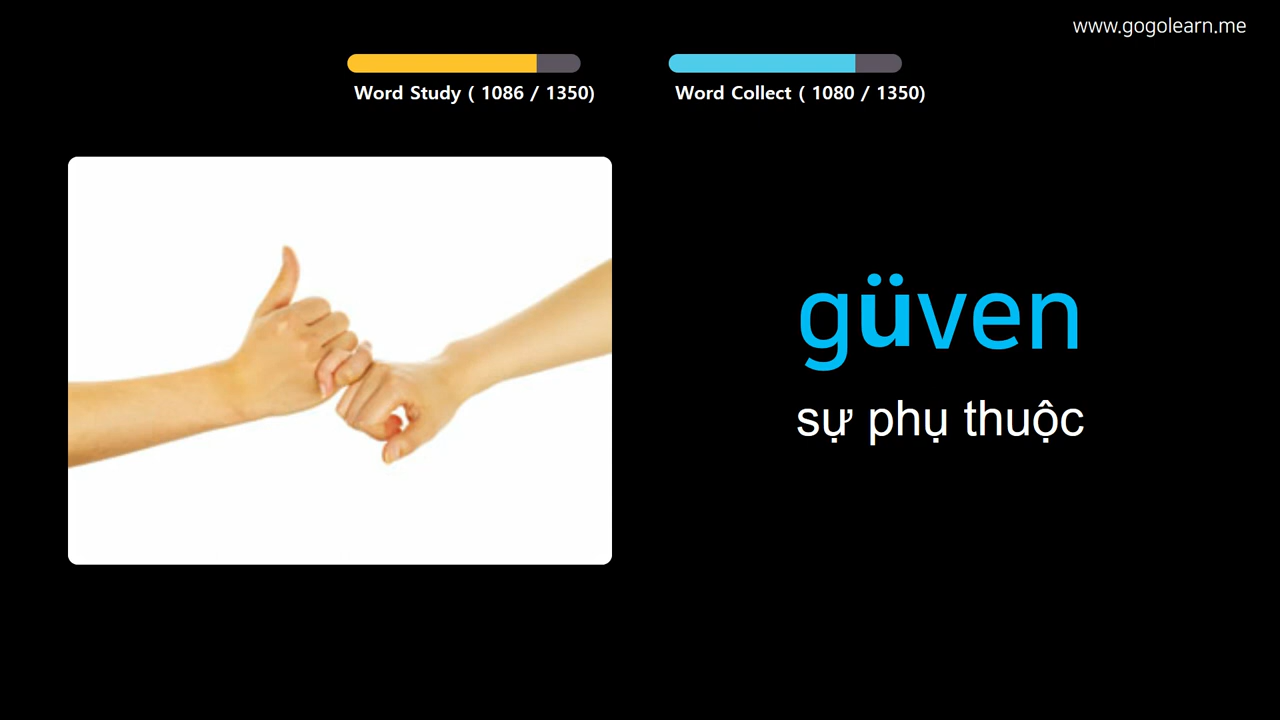 www.gogolearn.me
Word Study ( 1086 / 1350)
Word Collect ( 1080 / 1350)
güven
sự phụ thuộc